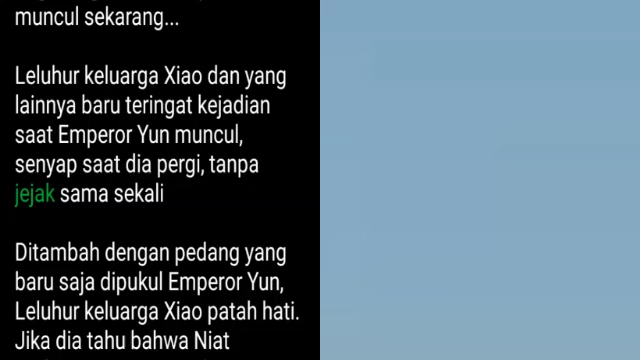 muncul sekarang...
Leluhur keluarga Xiao dan yang
lainnya baru teringat kejadian
saat Emperor Yun muncul,
senyap saat dia pergi, tanpa
jejak sama sekali
Ditambah dengan pedang yang
baru saja dipukul Emperor Yun,
Leluhur keluarga Xiao patah hati.
Jika dia tahu bahwa Niat